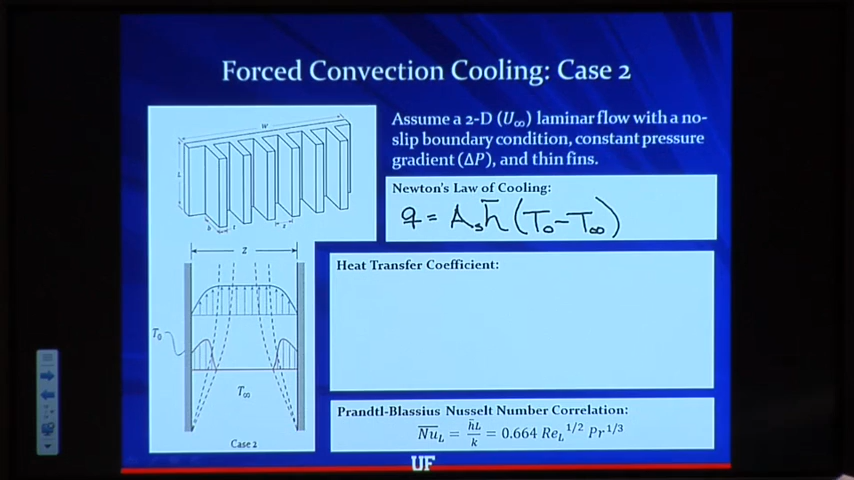 Forced Convection Cooling: Case 2
Assume a 2-D (U∞) laminar flow with a no-
slip boundary condition, constant pressure
gradient (ΔP), and thin fins.
Newton's Law of Cooling:
q = A_s h̄ (T_0 − T_∞)
W
L
b
t
z
z
T_0
T_∞
Case 2
Heat Transfer Coefficient:
Prandtl-Blassius Nusselt Number Correlation:
N̅u̅_L = h̄L/k = 0.664 Re_L^1/2 Pr^1/3
UF